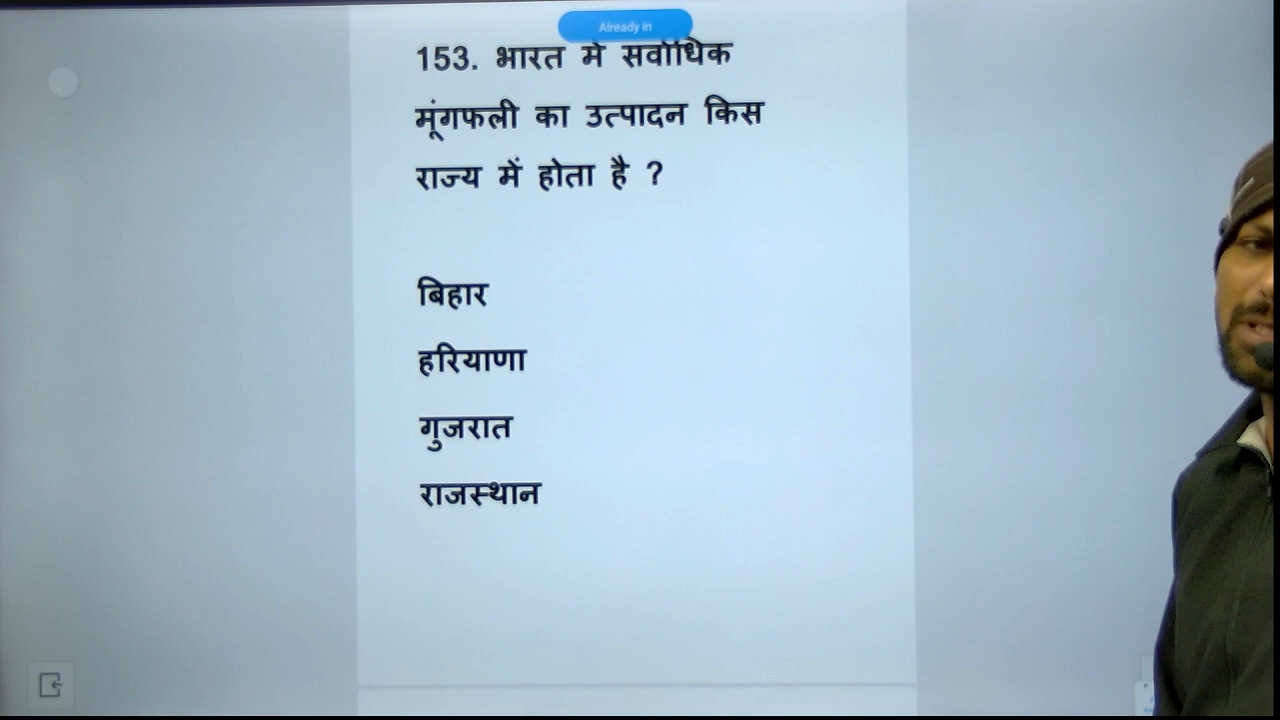 Already in
153. भारत में सर्वाधिक
मूंगफली का उत्पादन किस
राज्य में होता है ?
बिहार
हरियाणा
गुजरात
राजस्थान